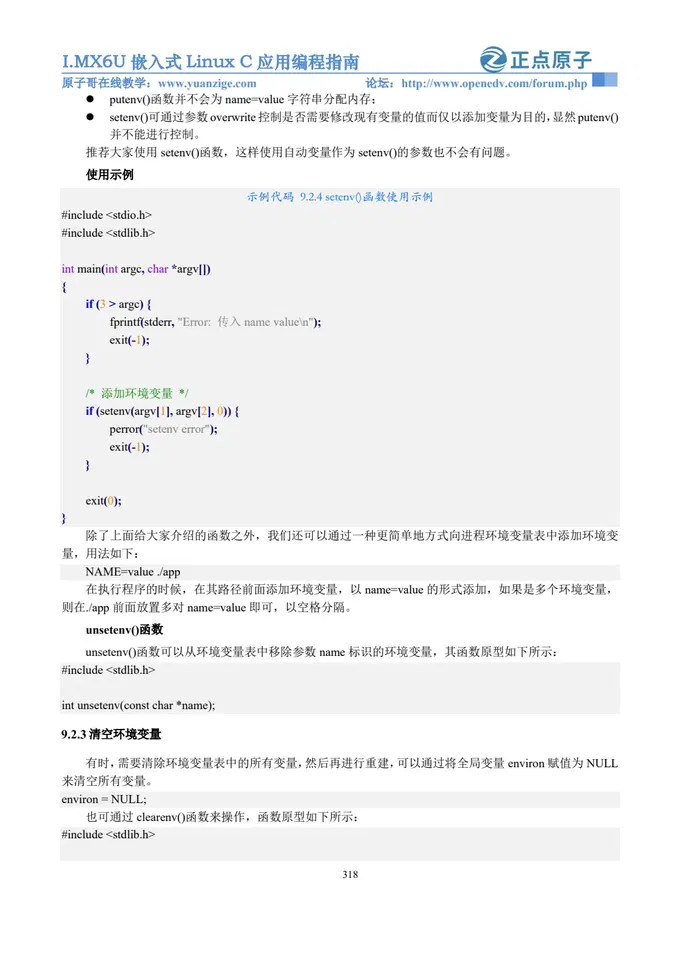 I.MX6U 嵌入式 Linux C 应用编程指南
正点原子
原子哥在线教学：www.yuanzige.com 论坛：http://www.openedv.com/forum.php
● putenv()函数并不会为 name=value 字符串分配内存；
● setenv()可通过参数 overwrite 控制是否需要修改现有变量的值而仅以添加变量为目的，显然 putenv()
并不能进行控制。
推荐大家使用 setenv()函数，这样使用自动变量作为 setenv()的参数也不会有问题。
使用示例
示例代码 9.2.4 setenv()函数使用示例
#include <stdio.h>
#include <stdlib.h>
int main(int argc, char *argv[])
{
if (3 > argc) {
fprintf(stderr, "Error: 传入 name value\n");
exit(-1);
}
/* 添加环境变量 */
if (setenv(argv[1], argv[2], 0)) {
perror("setenv error");
exit(-1);
}
exit(0);
}
除了上面给大家介绍的函数之外，我们还可以通过一种更简单地方式向进程环境变量表中添加环境变
量，用法如下：
NAME=value ./app
在执行程序的时候，在其路径前面添加环境变量，以 name=value 的形式添加，如果是多个环境变量，
则在./app 前面放置多对 name=value 即可，以空格分隔。
unsetenv()函数
unsetenv()函数可以从环境变量表中移除参数 name 标识的环境变量，其函数原型如下所示：
#include <stdlib.h>
int unsetenv(const char *name);
9.2.3 清空环境变量
有时，需要清除环境变量表中的所有变量，然后再进行重建，可以通过将全局变量 environ 赋值为 NULL
来清空所有变量。
environ = NULL;
也可通过 clearenv()函数来操作，函数原型如下所示：
#include <stdlib.h>
318